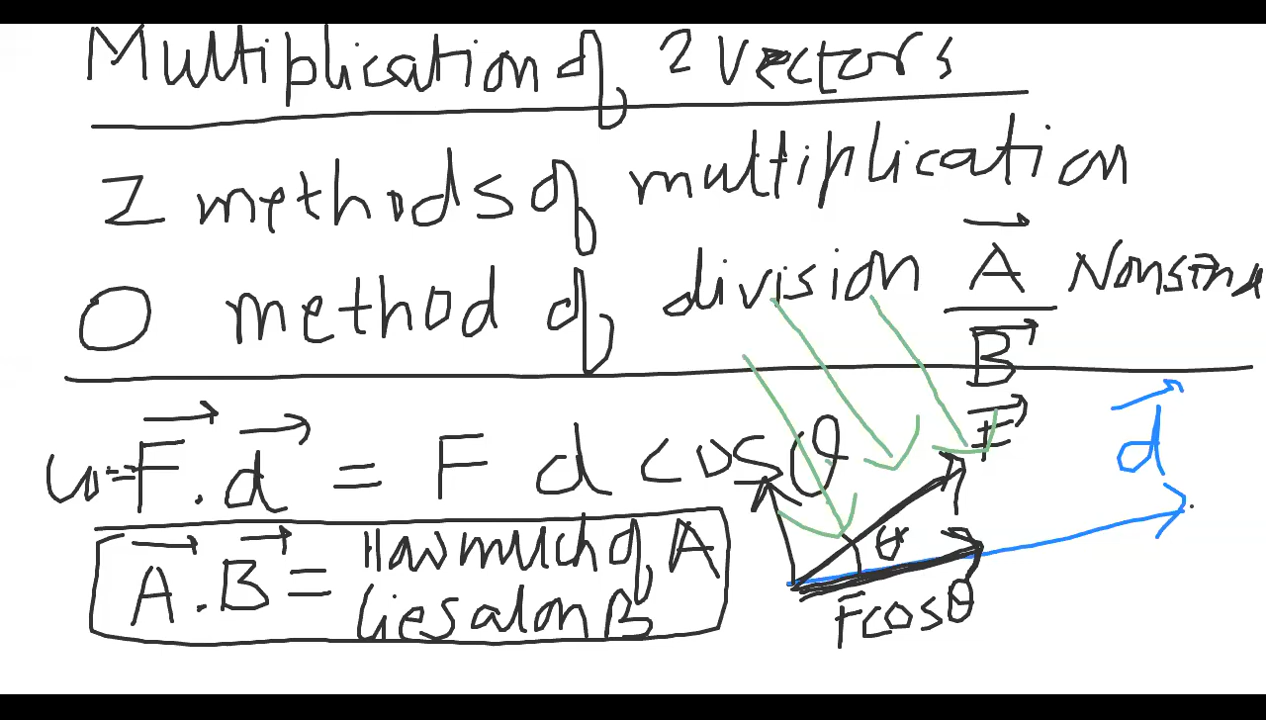 Multiplication of 2 vectors
2 methods of multiplication
0 method of division A Nonsense
B
W=F.d = F d cosθ
F
d
θ
A.B = How much of A
Lies alon B
Fcosθ